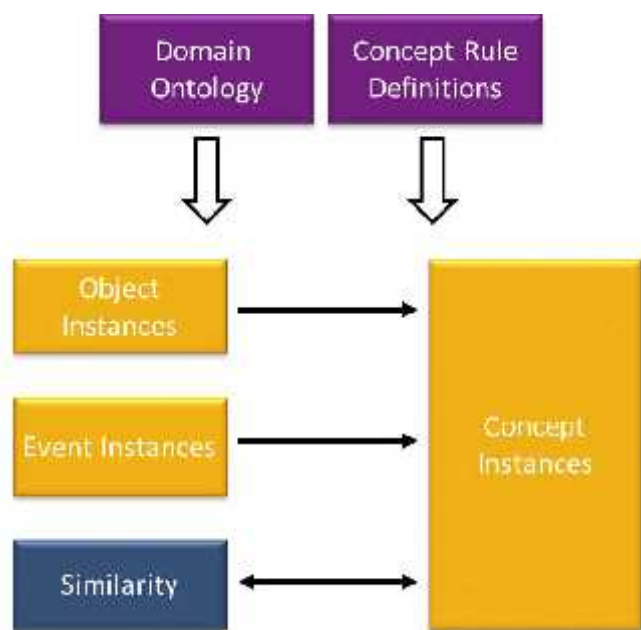 Domain
Ontology
Concept Rule
Definitions
Object
Instances
Event Instances
Concept
Instances
Similarity